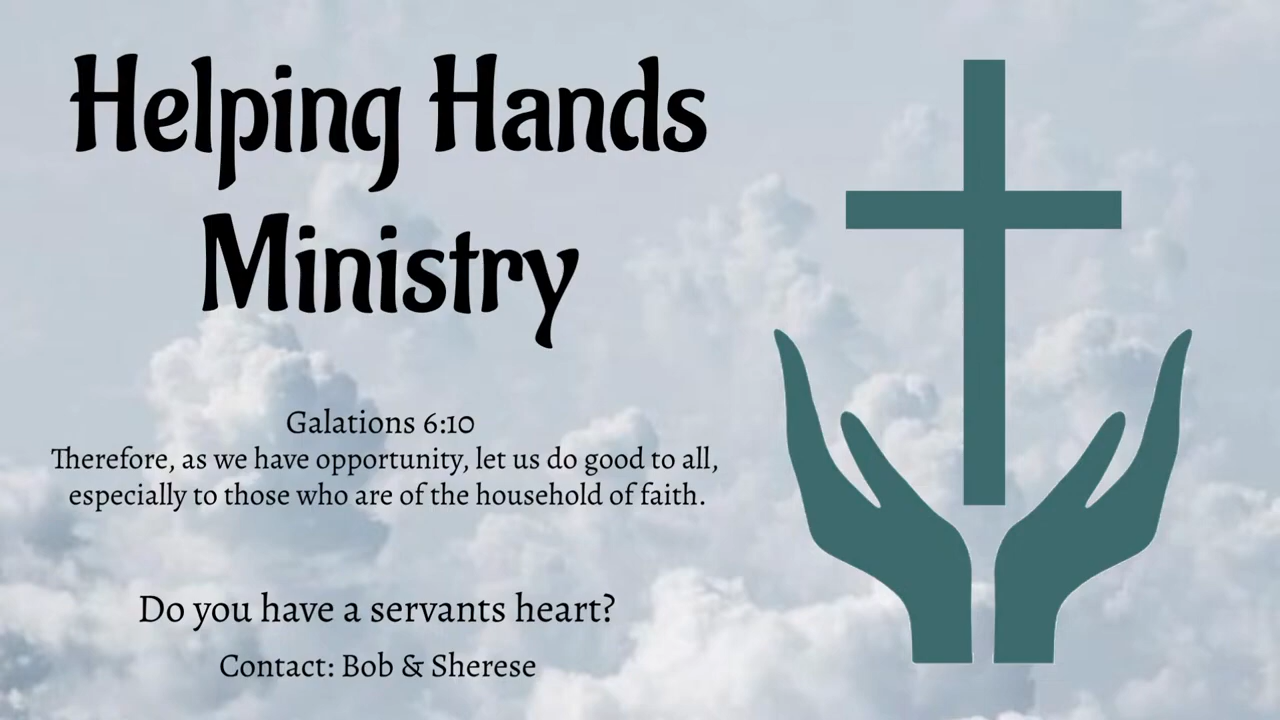 Helping Hands
Ministry
Galations 6:10
Therefore, as we have opportunity, let us do good to all,
especially to those who are of the household of faith.
Do you have a servants heart?
Contact: Bob & Sherese